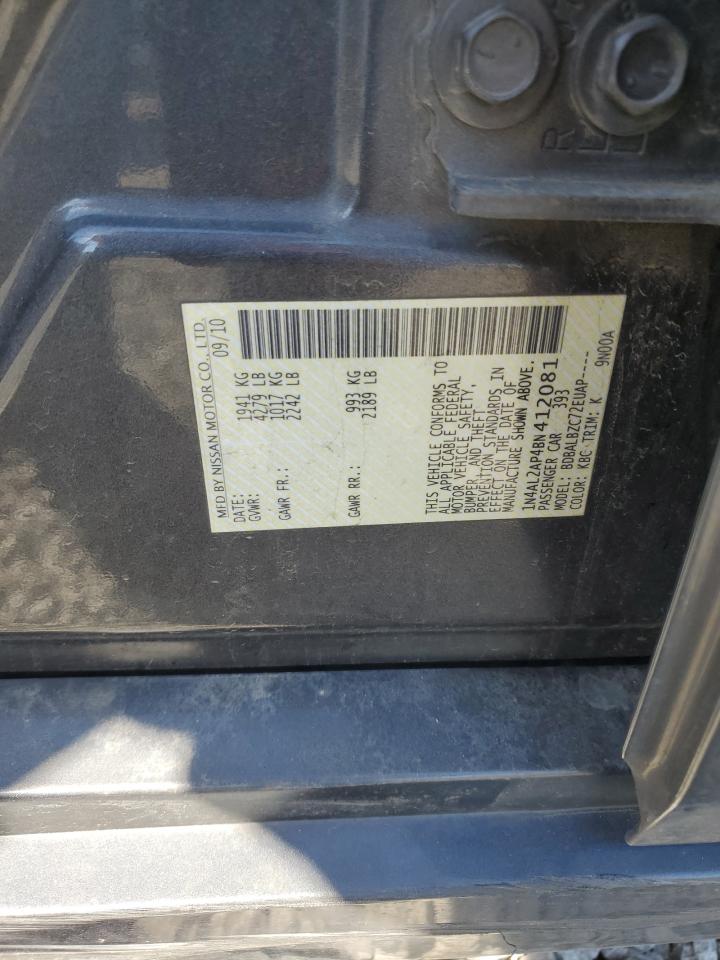 MFD BY NISSAN MOTOR CO., LTD.
DATE: 09/10
GVWR: 1941 KG
4279 LB
GAWR FR.: 1017 KG
2242 LB
GAWR RR.: 993 KG
2189 LB
THIS VEHICLE CONFORMS TO
ALL APPLICABLE FEDERAL
MOTOR VEHICLE SAFETY,
BUMPER, AND THEFT
PREVENTION STANDARDS IN
EFFECT ON THE DATE OF
MANUFACTURE SHOWN ABOVE.
1N4AL2AP4BN412081
PASSENGER CAR 393
MODEL: BDBALBZC72EUAP-----
COLOR: KBC TRIM: K 9N00A